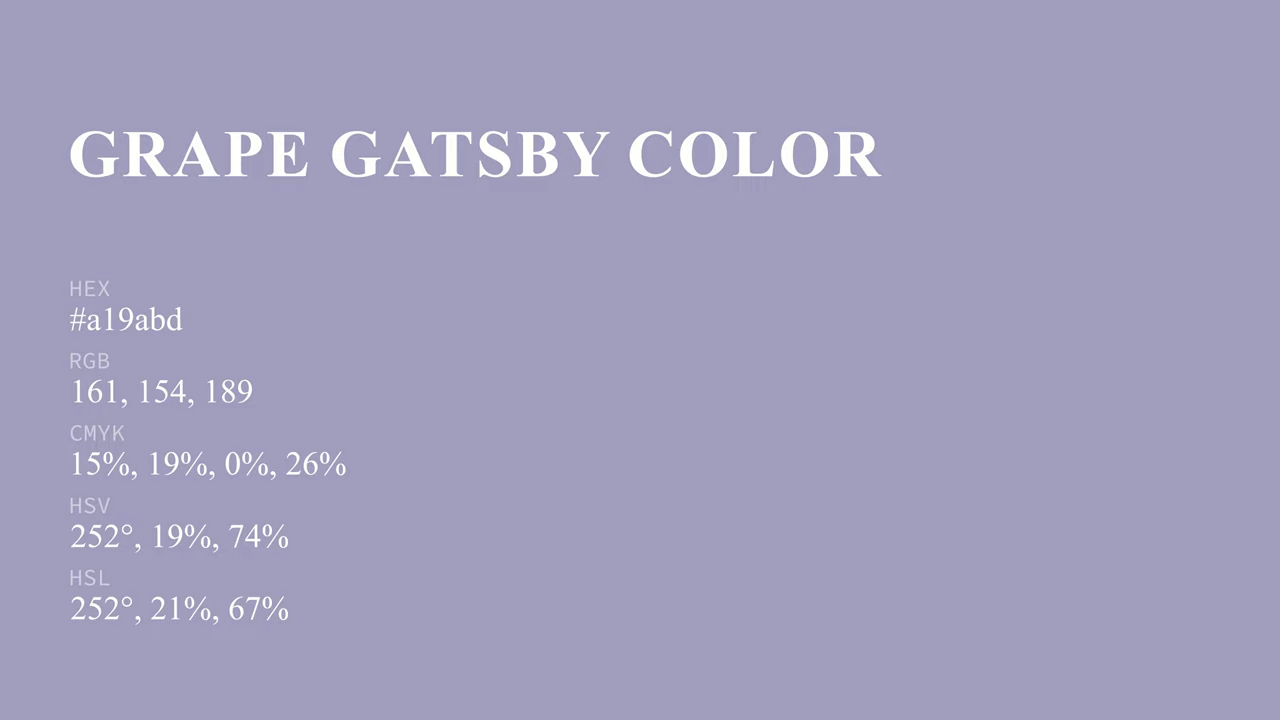 GRAPE GATSBY COLOR
HEX
#a19abd
RGB
161, 154, 189
CMYK
15%, 19%, 0%, 26%
HSV
252°, 19%, 74%
HSL
252°, 21%, 67%